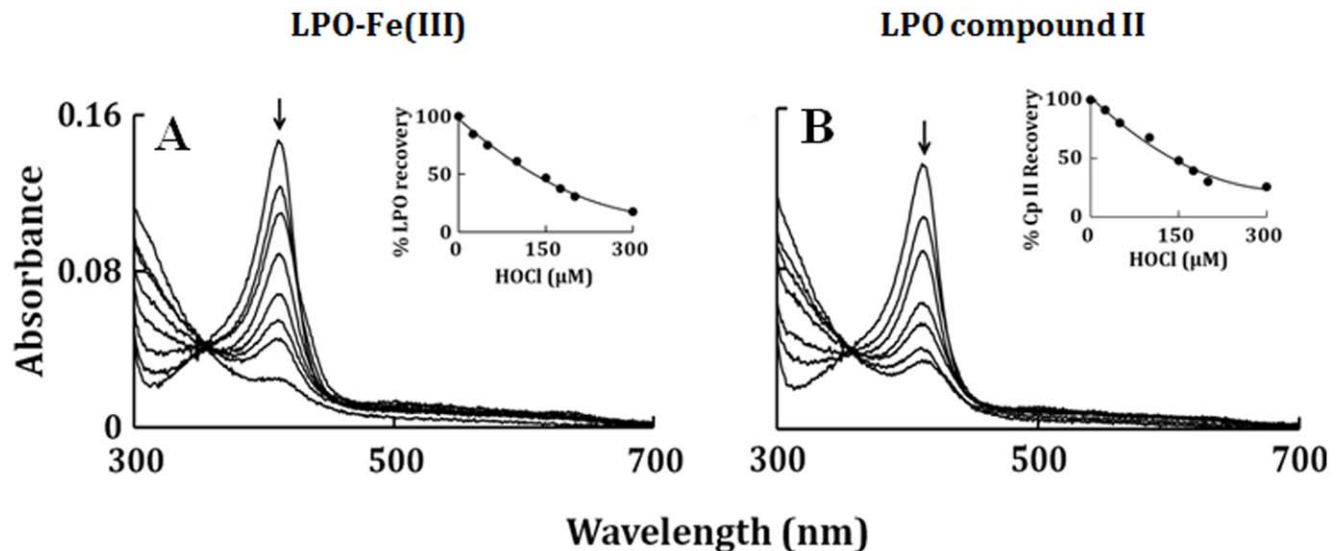 LPO-Fe(III)
LPO compound II
A
0.16
0.08
0
Absorbance
300
500
700
% LPO recovery
100
50
0
0
150
300
HOCl (µM)
B
300
500
700
% Cp II Recovery
100
50
0
0
150
300
HOCl (µM)
Wavelength (nm)